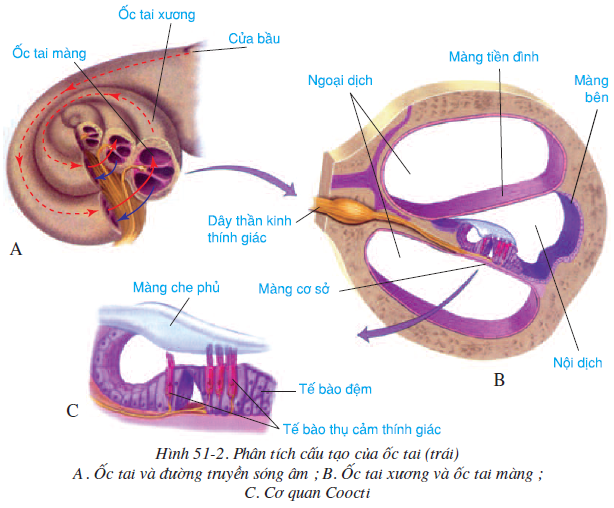 Ốc tai xương
Cửa bầu
Ốc tai màng
A
Ngoại dịch
Màng tiền đình
Màng
bên
Dây thần kinh
thính giác
Màng cơ sở
Nội dịch
B
Màng che phủ
Tế bào đệm
Tế bào thụ cảm thính giác
C
Hình 51-2. Phân tích cấu tạo của ốc tai (trái)
A . Ốc tai và đường truyền sóng âm ; B. Ốc tai xương và ốc tai màng ;
C. Cơ quan Coocti